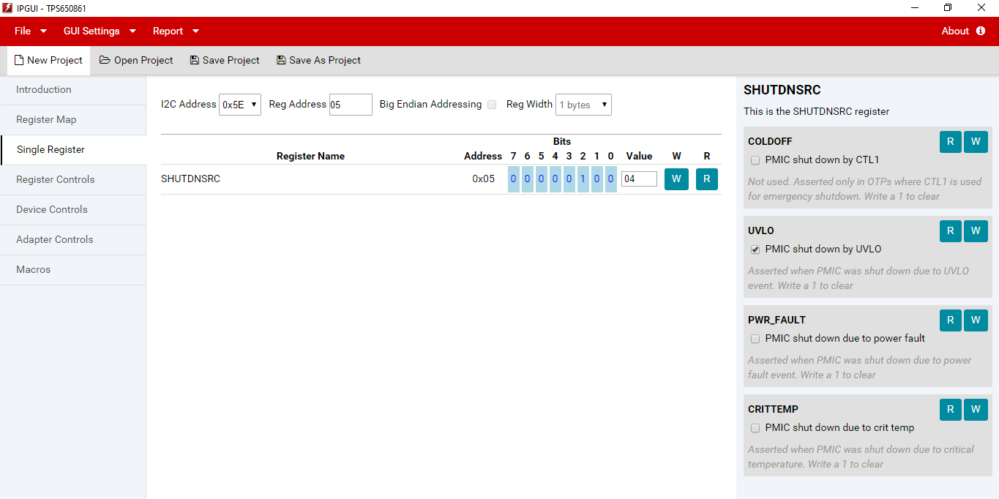 IPGUI - TPS650861
File GUI Settings Report About
New Project Open Project Save Project Save As Project
Introduction
Register Map
Single Register
Register Controls
Device Controls
Adapter Controls
Macros
I2C Address 0x5E Reg Address 05 Big Endian Addressing Reg Width 1 bytes
Bits
Register Name Address 7 6 5 4 3 2 1 0 Value W R
SHUTDNSRC 0x05 0 0 0 0 0 1 0 0 04 W R
SHUTDNSRC
This is the SHUTDNSRC register
COLDOFF R W
PMIC shut down by CTL1
Not used. Asserted only in OTPs where CTL1 is used
for emergency shutdown. Write a 1 to clear
UVLO R W
PMIC shut down by UVLO
Asserted when PMIC was shut down due to UVLO
event. Write a 1 to clear
PWR_FAULT R W
PMIC shut down due to power fault
Asserted when PMIC was shut down due to power
fault event. Write a 1 to clear
CRITTEMP R W
PMIC shut down due to crit temp
Asserted when PMIC was shut down due to critical
temperature. Write a 1 to clear